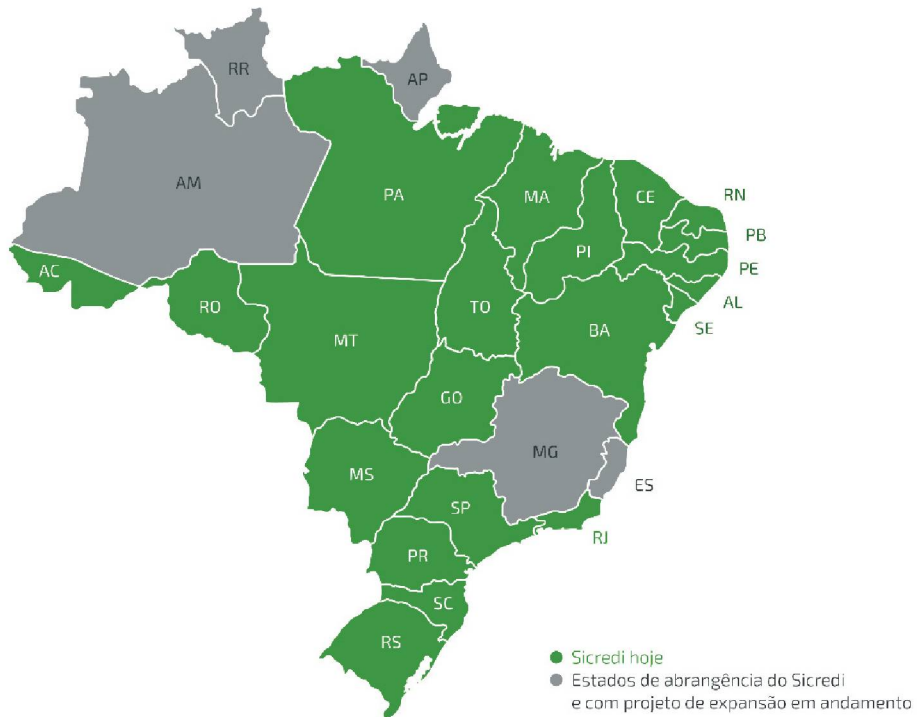 RR
AP
AM
PA
MA
CE
RN
PB
PI
PE
AC
AL
TO
RO
SE
BA
MT
GO
MG
MS
ES
SP
RJ
PR
SC
RS
Sicredi hoje
Estados de abrangência do Sicredi
e com projeto de expansão em andamento